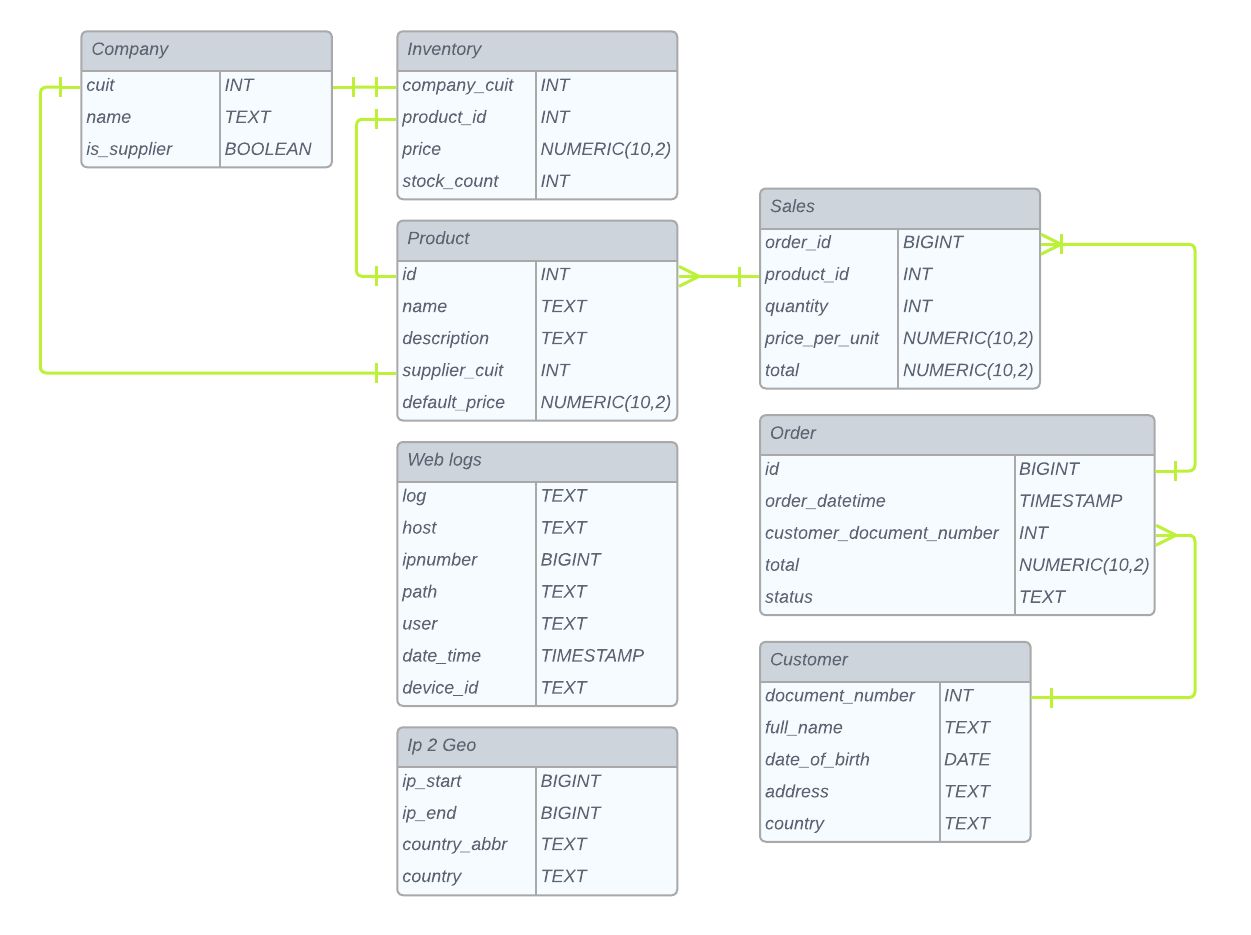 Company
cuit INT
name TEXT
is_supplier BOOLEAN
Inventory
company_cuit INT
product_id INT
price NUMERIC(10,2)
stock_count INT
Product
id INT
name TEXT
description TEXT
supplier_cuit INT
default_price NUMERIC(10,2)
Web logs
log TEXT
host TEXT
ipnumber BIGINT
path TEXT
user TEXT
date_time TIMESTAMP
device_id TEXT
Ip 2 Geo
ip_start BIGINT
ip_end BIGINT
country_abbr TEXT
country TEXT
Sales
order_id BIGINT
product_id INT
quantity INT
price_per_unit NUMERIC(10,2)
total NUMERIC(10,2)
Order
id BIGINT
order_datetime TIMESTAMP
customer_document_number INT
total NUMERIC(10,2)
status TEXT
Customer
document_number INT
full_name TEXT
date_of_birth DATE
address TEXT
country TEXT